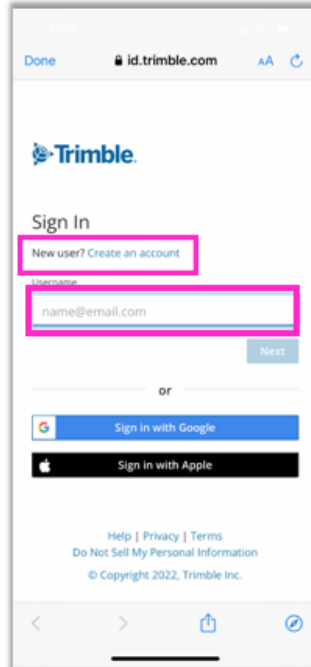 Done id.trimble.com AA
Trimble.
Sign In
New user? Create an account
Username
name@email.com
Next
or
Sign in with Google
Sign in with Apple
Help | Privacy | Terms
Do Not Sell My Personal Information
© Copyright 2022, Trimble Inc.